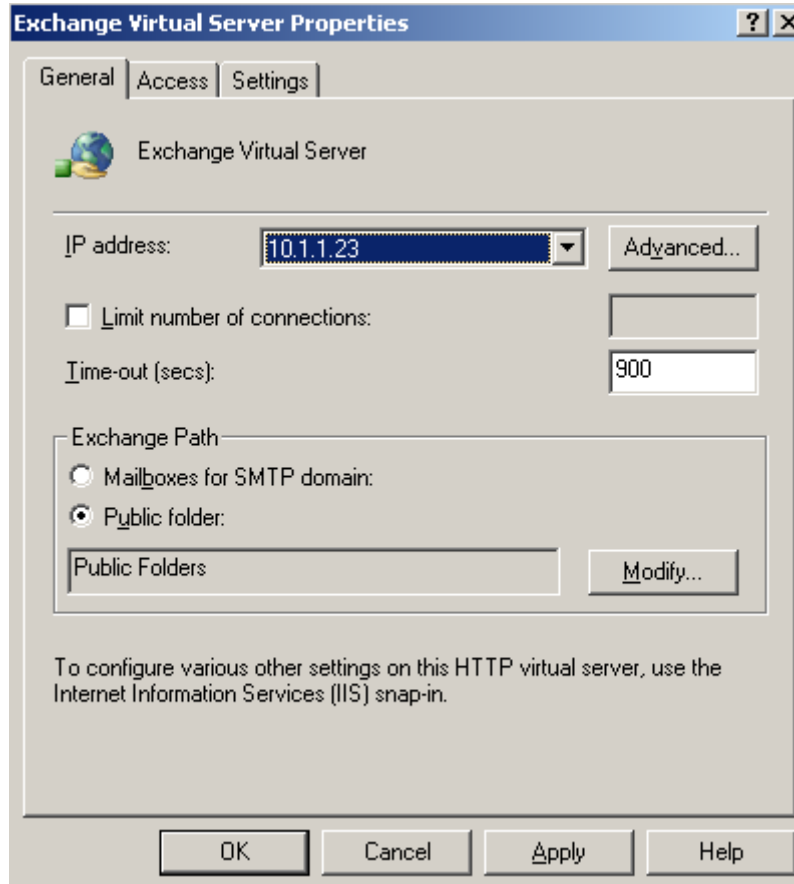 Exchange Virtual Server Properties
General Access Settings
Exchange Virtual Server
IP address: 10.1.1.23 Advanced...
Limit number of connections:
Time-out (secs): 900
Exchange Path
Mailboxes for SMTP domain:
Public folder:
Public Folders Modify...
To configure various other settings on this HTTP virtual server, use the
Internet Information Services (IIS) snap-in.
OK Cancel Apply Help